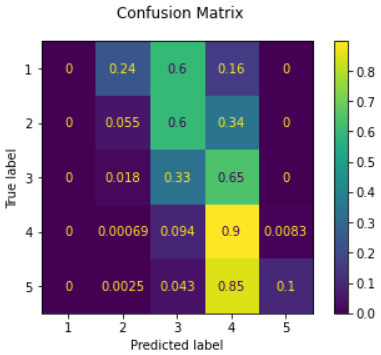 Confusion Matrix
1 0 0.24 0.6 0.16 0
2 0 0.055 0.6 0.34 0
3 0 0.018 0.33 0.65 0
4 0 0.00069 0.094 0.9 0.0083
5 0 0.0025 0.043 0.85 0.1
1 2 3 4 5
Predicted label
True label
0.8
0.7
0.6
0.5
0.4
0.3
0.2
0.1
0.0